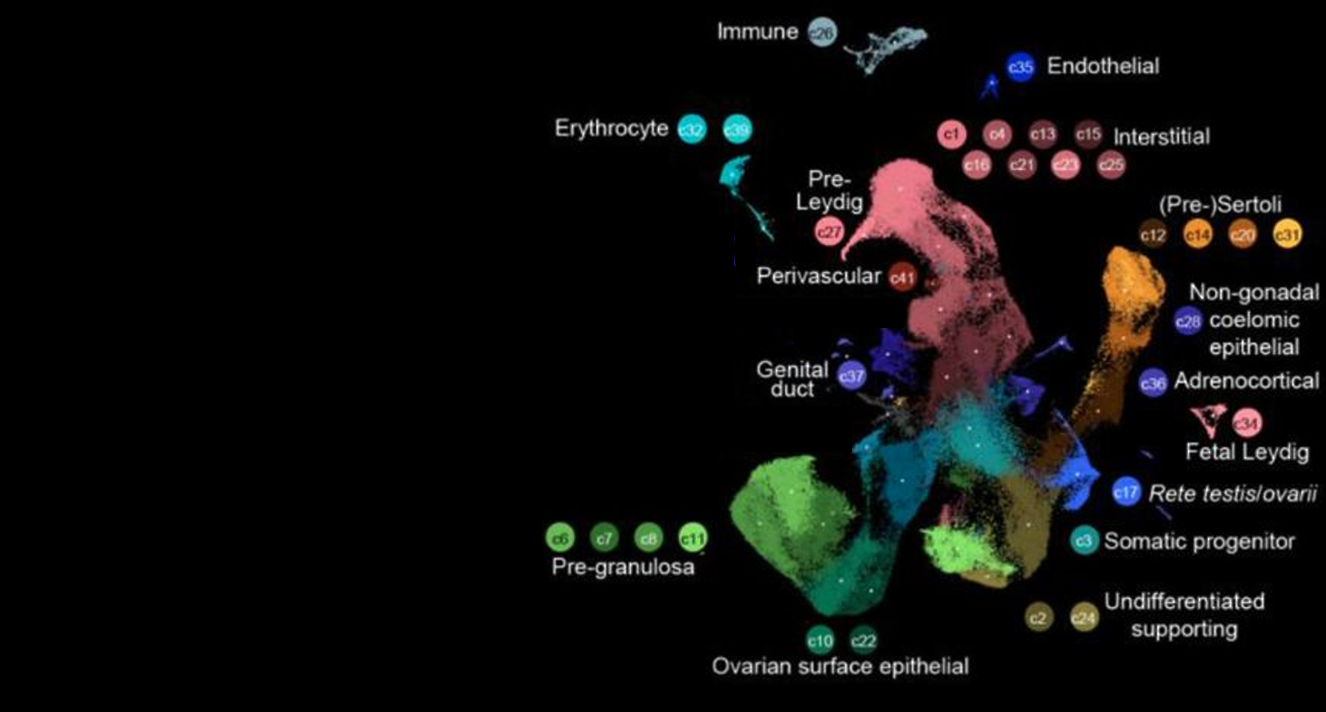 Immune c26
c35 Endothelial
Erythrocyte c32 c39
c1 c4 c13 c15 Interstitial
c16 c21 c23 c25
Pre-
Leydig
c27
(Pre-)Sertoli
c12 c14 c20 c31
Perivascular c41
Non-gonadal
c28 coelomic
epithelial
Genital
duct c37
c36 Adrenocortical
c34
Fetal Leydig
c17 Rete testis/ovarii
c6 c7 c8 c11
Pre-granulosa
c3 Somatic progenitor
c2 c24 Undifferentiated
supporting
c10 c22
Ovarian surface epithelial